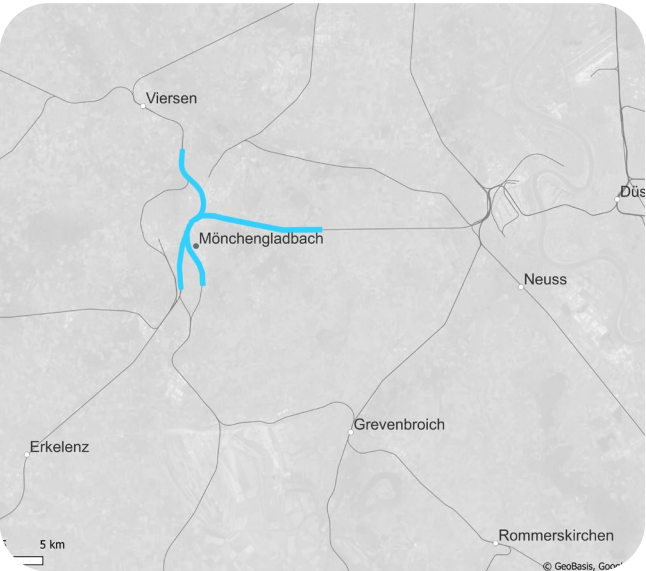 Viersen
Düs
Mönchengladbach
Neuss
Grevenbroich
Erkelenz
Rommerskirchen
5 km
© GeoBasis, Goo